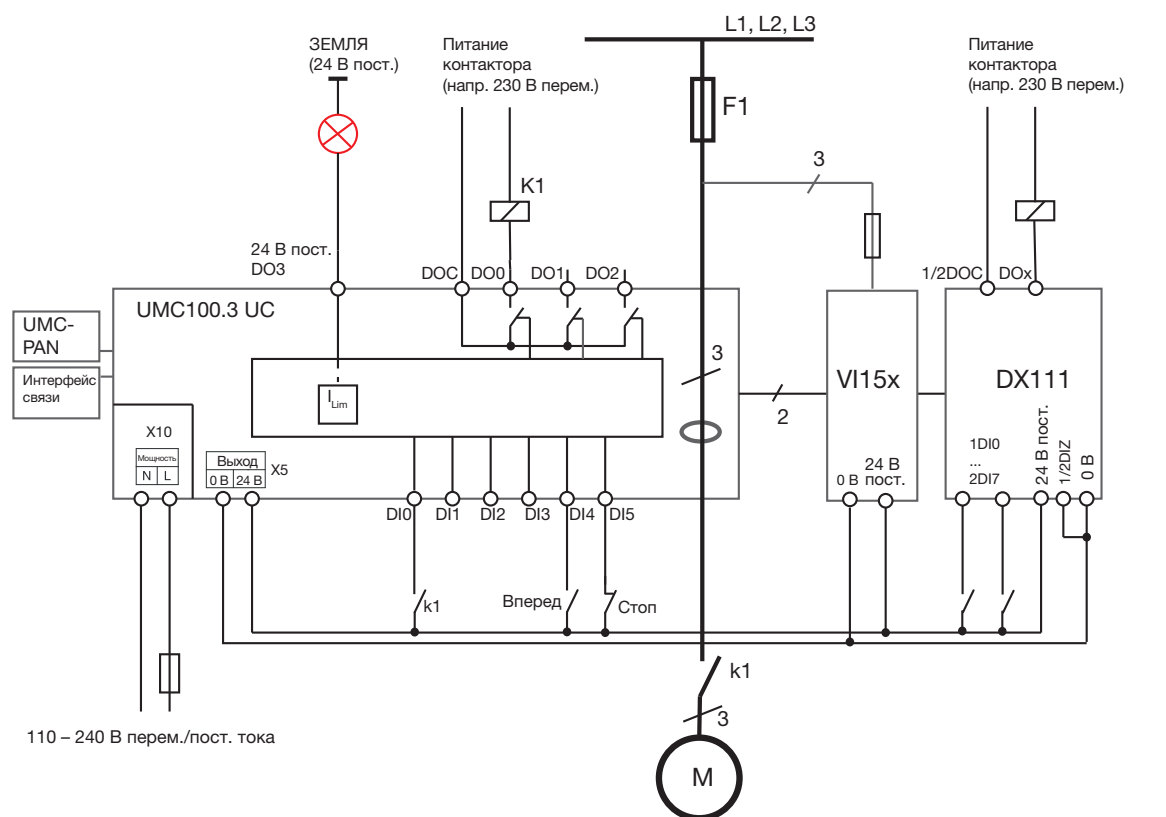 L1, L2, L3
ЗЕМЛЯ
(24 В пост.)
Питание
контактора
(напр. 230 В перем.)
Питание
контактора
(напр. 230 В перем.)
F1
3
K1
24 В пост.
DO3
DOC
DO0
DO1
DO2
1/2DOC
DOx
UMC100.3 UC
UMC-
PAN
Интерфейс
связи
3
VI15x
DX111
I Lim
2
X10
Мощность
N L
Выход
0 В 24 В
X5
0 В
24 В
пост.
1DI0
...
2DI7
24 В пост.
1/2DIZ
0 В
DI0
DI1
DI2
DI3
DI4
DI5
k1
Вперед
Стоп
k1
3
110 – 240 В перем./пост. тока
M